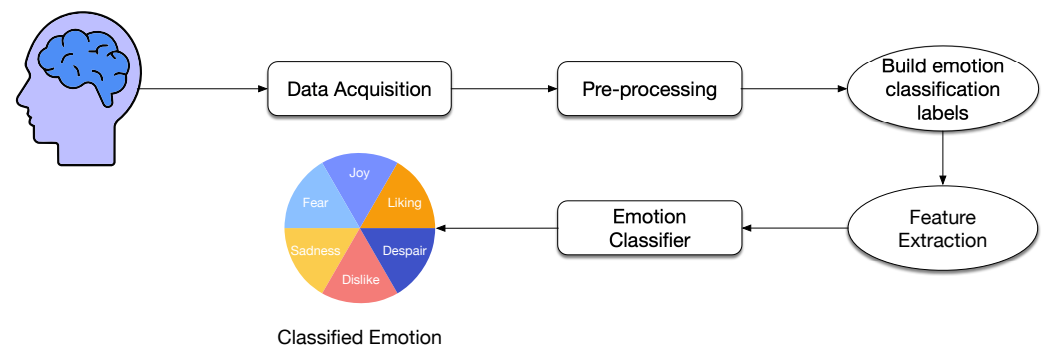 Data Acquisition
Pre-processing
Build emotion
classification
labels
Feature
Extraction
Emotion
Classifier
Joy
Fear
Liking
Sadness
Despair
Dislike
Classified Emotion